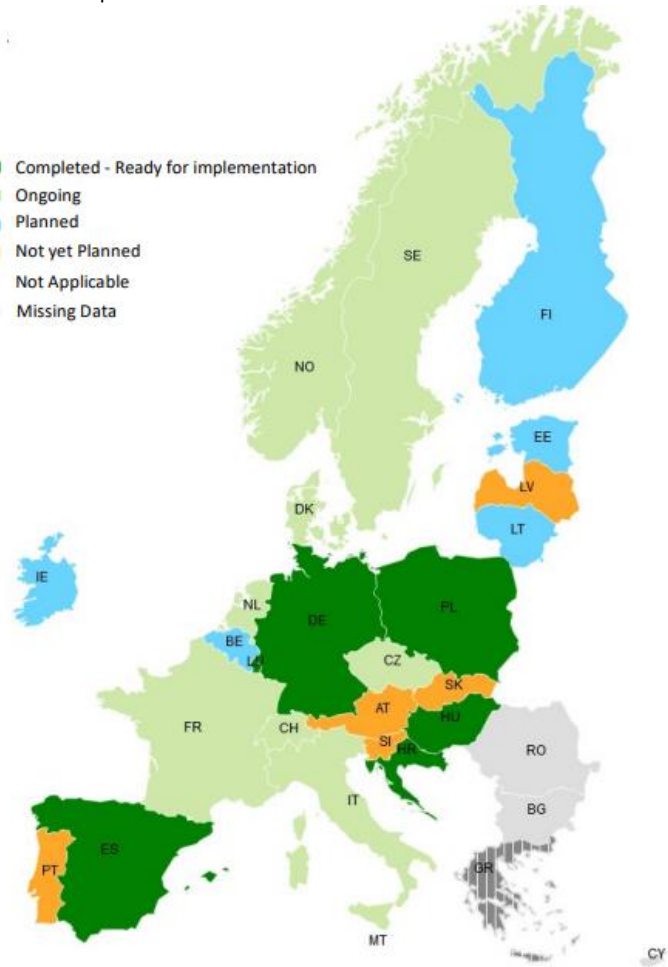 Completed - Ready for implementation
Ongoing
Planned
Not yet Planned
Not Applicable
Missing Data
SE
FI
NO
EE
LV
DK
LT
IE
NL
DE
PL
BE
LU
CZ
SK
AT
HU
FR
CH
SI
HR
RO
IT
BG
ES
PT
GR
MT
CY